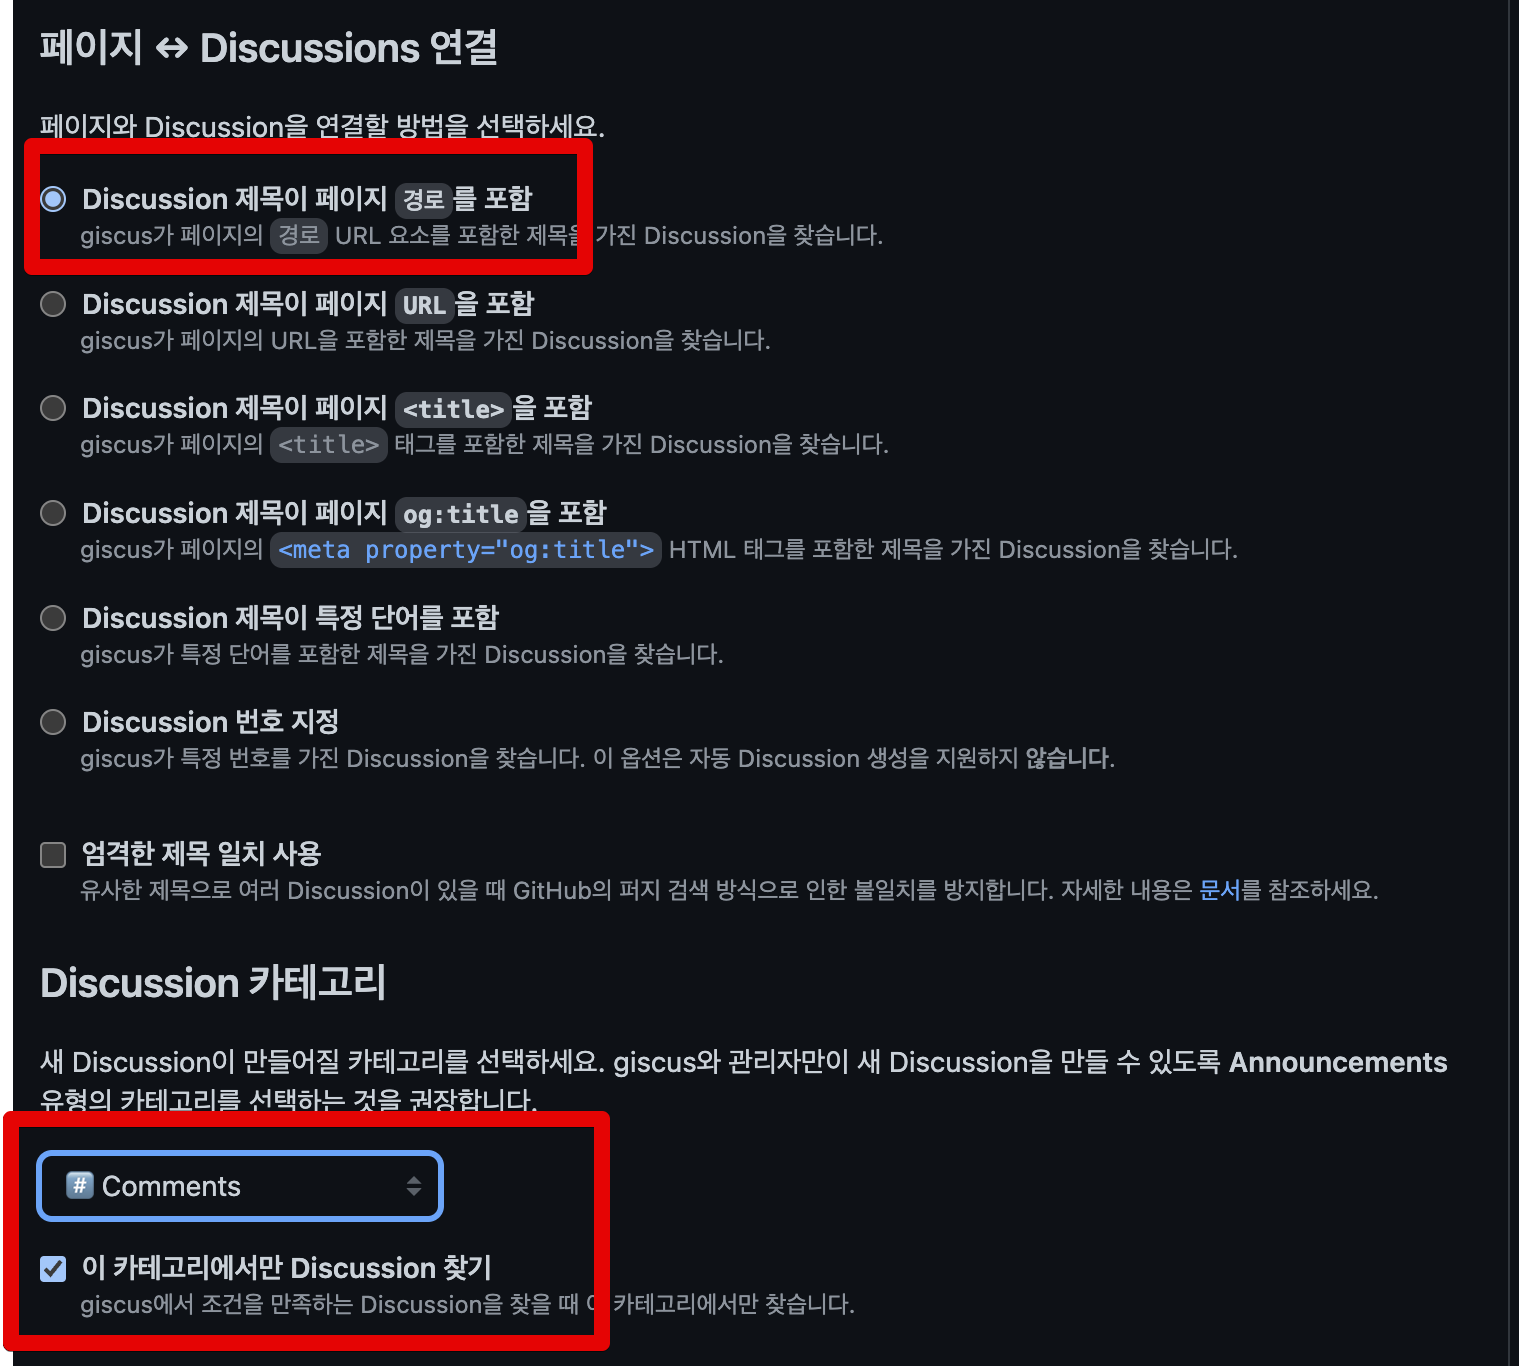 페이지 ↔ Discussions 연결
페이지와 Discussion을 연결할 방법을 선택하세요.
Discussion 제목이 페이지 경로를 포함
giscus가 페이지의 경로 URL 요소를 포함한 제목을 가진 Discussion을 찾습니다.
Discussion 제목이 페이지 URL을 포함
giscus가 페이지의 URL을 포함한 제목을 가진 Discussion을 찾습니다.
Discussion 제목이 페이지 <title>을 포함
giscus가 페이지의 <title> 태그를 포함한 제목을 가진 Discussion을 찾습니다.
Discussion 제목이 페이지 og:title을 포함
giscus가 페이지의 <meta property="og:title"> HTML 태그를 포함한 제목을 가진 Discussion을 찾습니다.
Discussion 제목이 특정 단어를 포함
giscus가 특정 단어를 포함한 제목을 가진 Discussion을 찾습니다.
Discussion 번호 지정
giscus가 특정 번호를 가진 Discussion을 찾습니다. 이 옵션은 자동 Discussion 생성을 지원하지 않습니다.
엄격한 제목 일치 사용
유사한 제목으로 여러 Discussion이 있을 때 GitHub의 퍼지 검색 방식으로 인한 불일치를 방지합니다. 자세한 내용은 문서를 참조하세요.
Discussion 카테고리
새 Discussion이 만들어질 카테고리를 선택하세요. giscus와 관리자만이 새 Discussion을 만들 수 있도록 Announcements
유형의 카테고리를 선택하는 것을 권장합니다.
#️⃣ Comments
이 카테고리에서만 Discussion 찾기
giscus에서 조건을 만족하는 Discussion을 찾을 때 이 카테고리에서만 찾습니다.